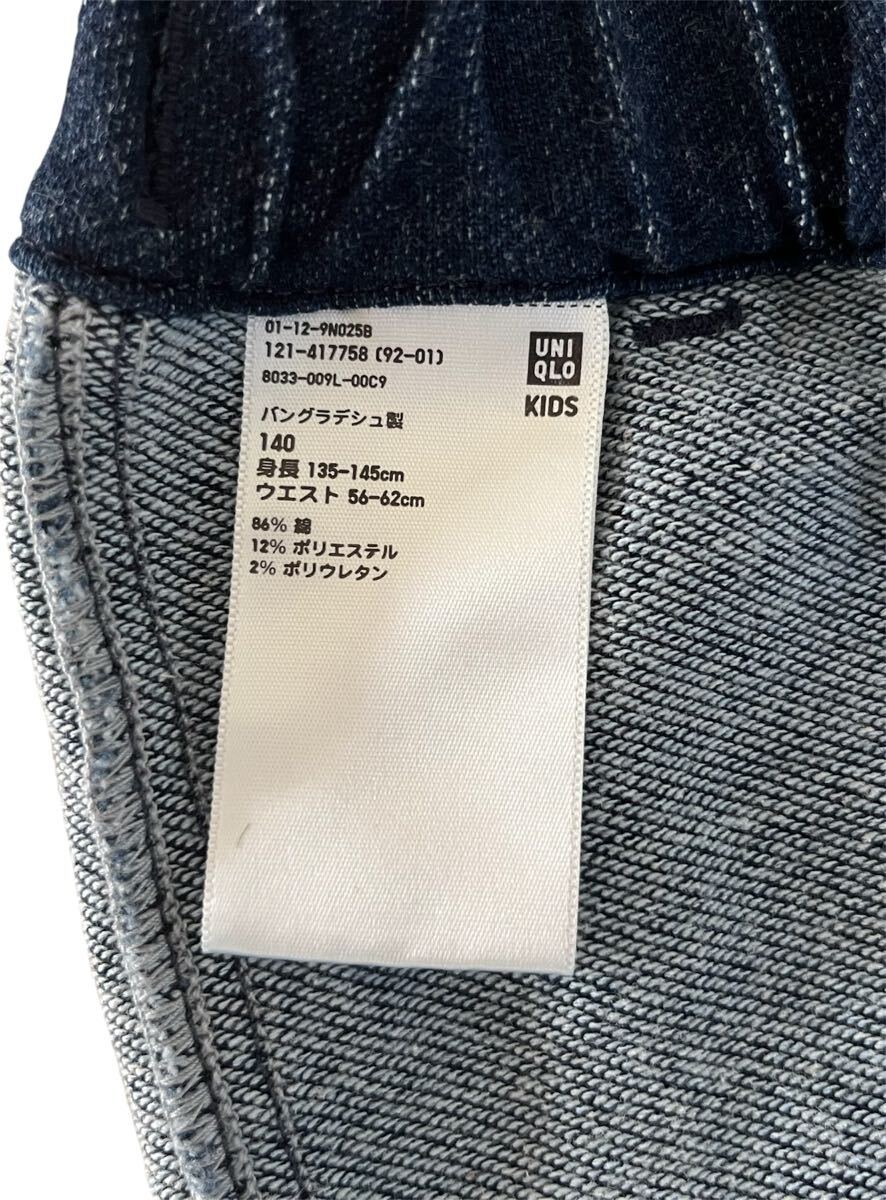 01-12-9N025B
121-417758 (92-01)
8033-009L-00C9
UNI
QLO
KIDS
バングラデシュ製
140
身長 135-145cm
ウエスト 56-62cm
86% 綿
12% ポリエステル
2% ポリウレタン